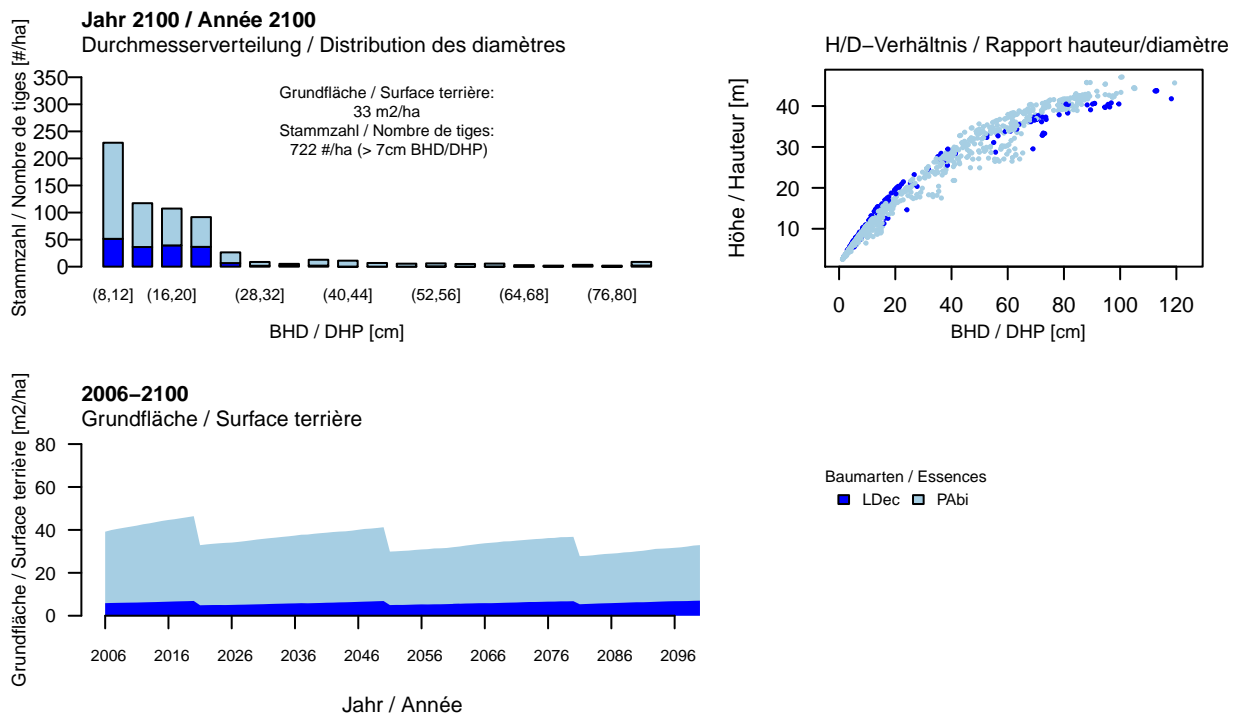 Jahr 2100 / Année 2100
Durchmesserverteilung / Distribution des diamètres
Stammzahl / Nombre de tiges [#/ha]
350
300
250
200
150
100
50
0
Grundfläche / Surface terrière:
33 m2/ha
Stammzahl / Nombre de tiges:
722 #/ha (> 7cm BHD/DHP)
(8,12] (16,20] (28,32] (40,44] (52,56] (64,68] (76,80]
BHD / DHP [cm]
H/D−Verhältnis / Rapport hauteur/diamètre
Höhe / Hauteur [m]
40
30
20
10
0 20 40 60 80 100 120
BHD / DHP [cm]
2006−2100
Grundfläche / Surface terrière
Grundfläche / Surface terrière [m2/ha]
80
60
40
20
0
2006 2016 2026 2036 2046 2056 2066 2076 2086 2096
Jahr / Année
Baumarten / Essences
LDec PAbi